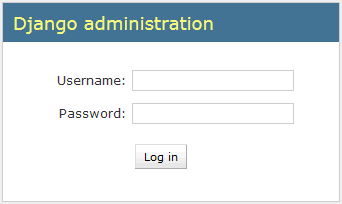 Django administration
Username:
Password:
Log in